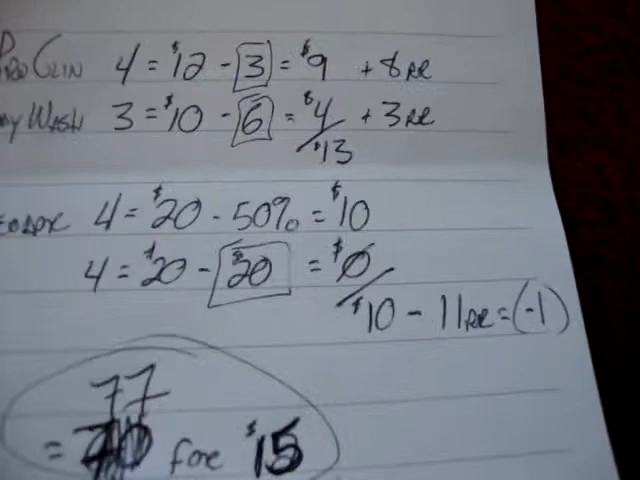 4 = $12 - 3 = $9 + 8RR
Wash 3 = $10 - 6 = $4 + 3RR
$13
4 = $20 - 50% = $10
4 = $20 - $20 = $0
$10 - 11RR = (-1)
77
= for $15